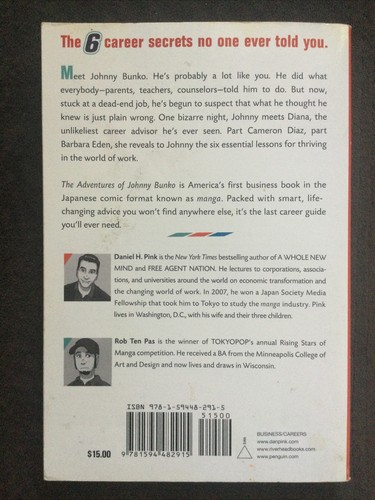 The 6 career secrets no one ever told you.
Meet Johnny Bunko. He's probably a lot like you. He did what
everybody—parents, teachers, counselors—told him to do. But now,
stuck at a dead-end job, he's begun to suspect that what he thought he
knew is just plain wrong. One bizarre night, Johnny meets Diana, the
unlikeliest career advisor he's ever seen. Part Cameron Diaz, part
Barbara Eden, she reveals to Johnny the six essential lessons for thriving
in the world of work.
The Adventures of Johnny Bunko is America's first business book in the
Japanese comic format known as manga. Packed with smart, life-
changing advice you won't find anywhere else, it's the last career guide
you'll ever need.
Daniel H. Pink is the New York Times bestselling author of A WHOLE NEW
MIND and FREE AGENT NATION. He lectures to corporations, associa-
tions, and universities around the world on economic transformation and
the changing world of work. In 2007, he won a Japan Society Media
Fellowship that took him to Tokyo to study the manga industry. Pink
lives in Washington, D.C., with his wife and their three children.
Rob Ten Pas is the winner of TOKYOPOP's annual Rising Stars of
Manga competition. He received a BA from the Minneapolis College of
Art and Design and now lives and draws in Wisconsin.
ISBN 978-1-59448-291-5
51500
9 781594 482915
$15.00
BUSINESS/CAREERS
www.danpink.com
www.riverheadbooks.com
www.penguin.com